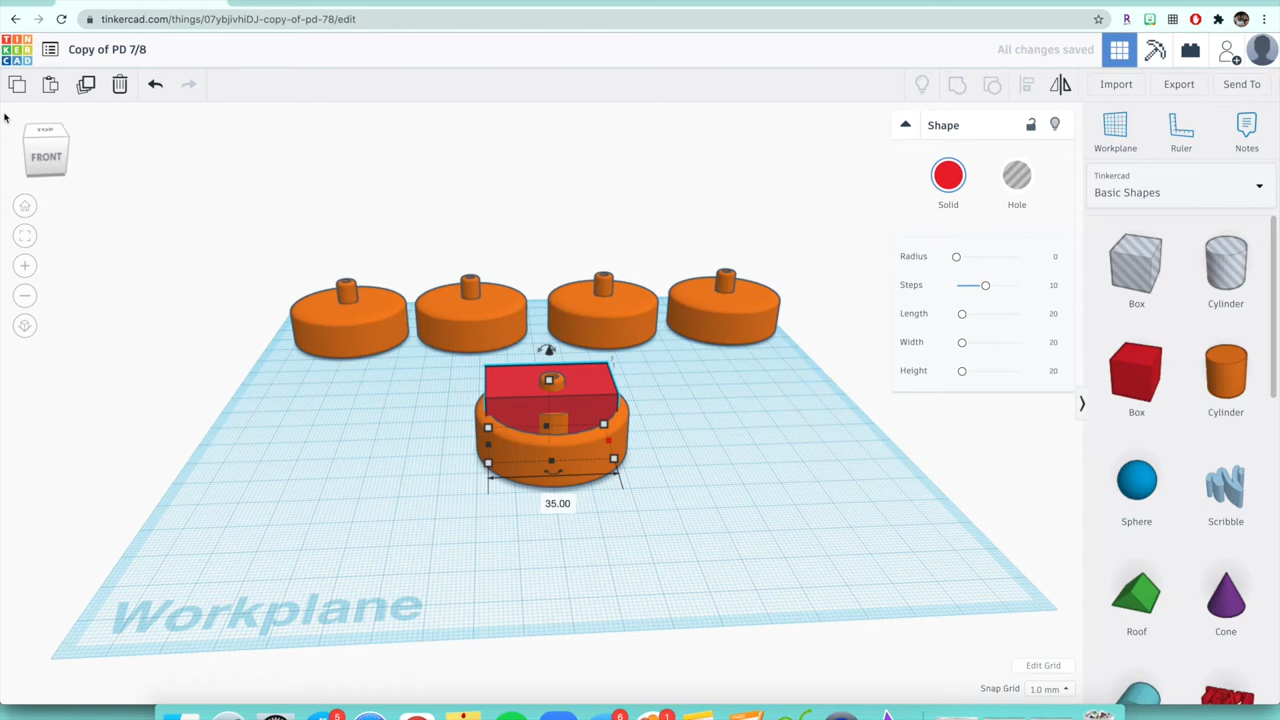 tinkercad.com/things/07ybjivhiDJ-copy-of-pd-78/edit
TIN
KER
CAD
Copy of PD 7/8
All changes saved
Import
Export
Send To
TOP
FRONT
Shape
Solid
Hole
Radius 0
Steps 10
Length 20
Width 20
Height 20
Workplane
Ruler
Notes
Tinkercad
Basic Shapes
Box
Cylinder
Box
Cylinder
Sphere
Scribble
Roof
Cone
35.00
Workplane
Edit Grid
Snap Grid 1.0 mm
5
6
1